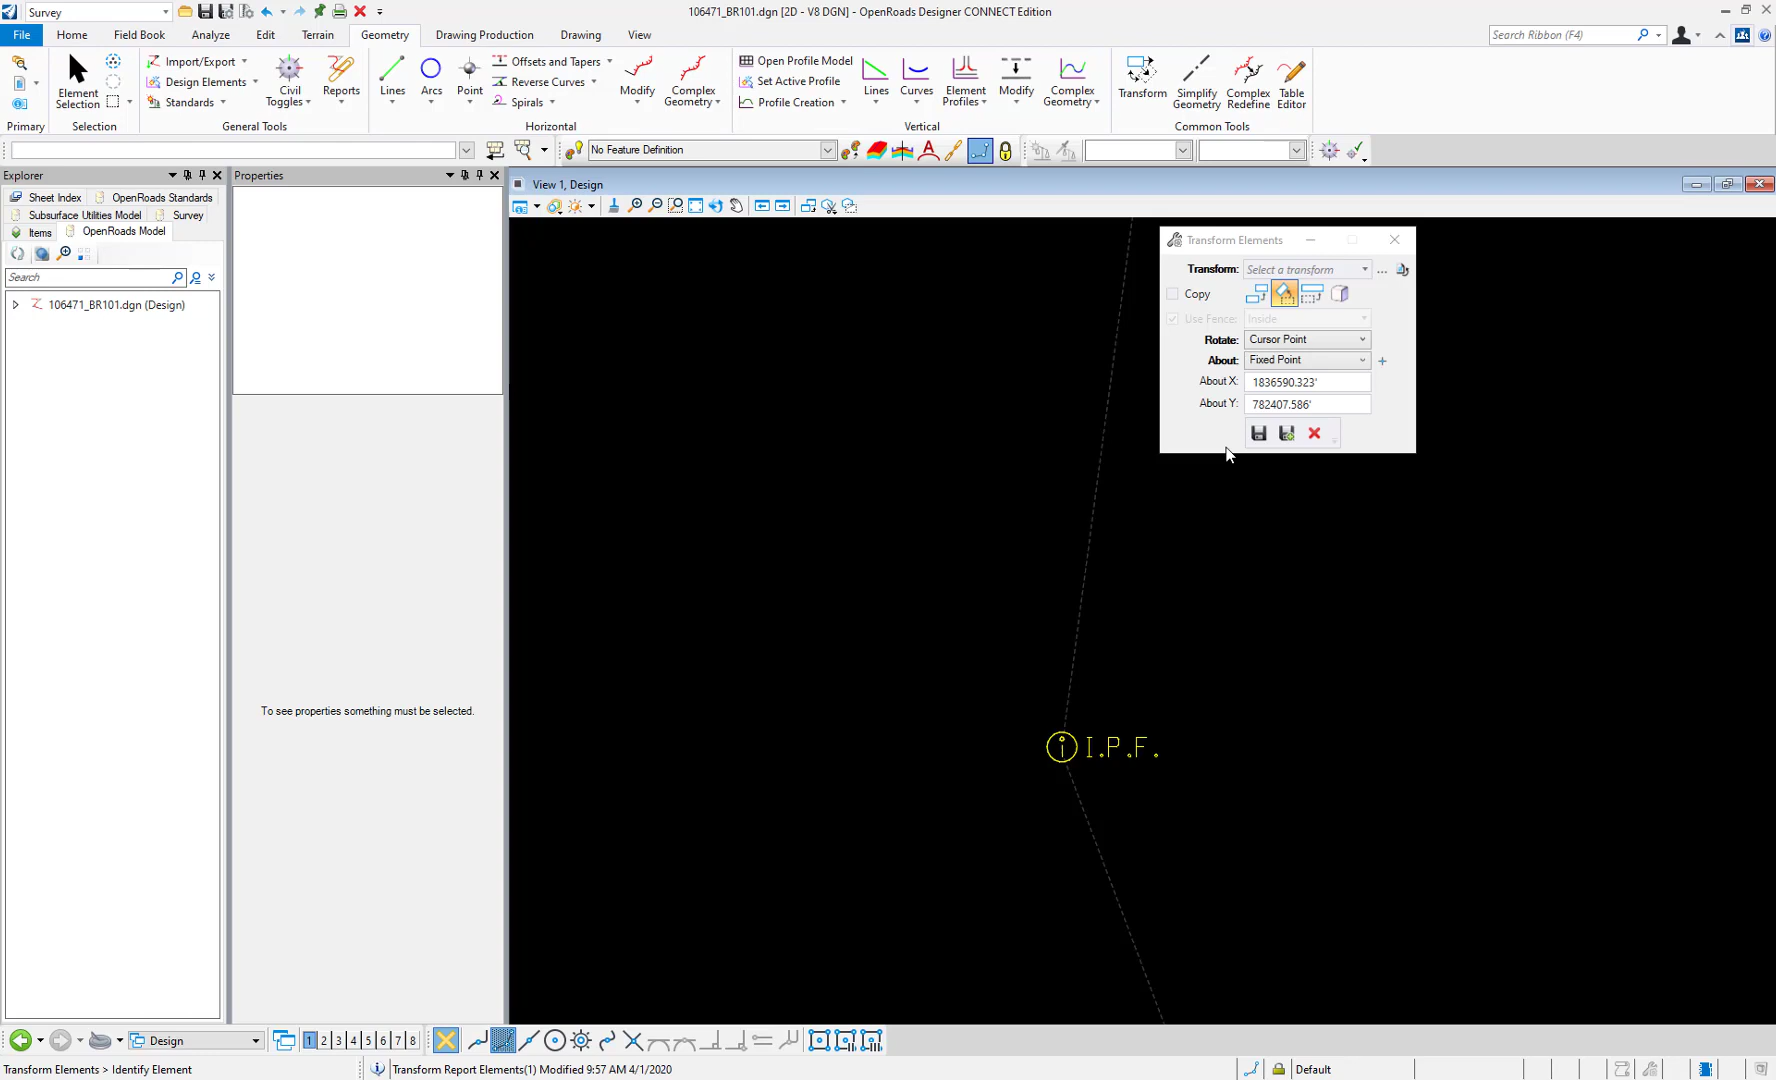 Survey
106471_BR101.dgn [2D - V8 DGN] - OpenRoads Designer CONNECT Edition
File Home Field Book Analyze Edit Terrain Geometry Drawing Production Drawing View
Search Ribbon (F4)
Element Selection
Import/Export
Design Elements
Standards
Civil Toggles
Reports
Lines
Arcs
Point
Offsets and Tapers
Reverse Curves
Spirals
Modify
Complex Geometry
Open Profile Model
Set Active Profile
Profile Creation
Lines
Curves
Element Profiles
Modify
Complex Geometry
Transform
Simplify Geometry
Complex Redefine
Table Editor
Primary Selection General Tools Horizontal Vertical Common Tools
No Feature Definition
Explorer
Sheet Index OpenRoads Standards
Subsurface Utilities Model Survey
Items OpenRoads Model
Search
106471_BR101.dgn (Design)
Properties
To see properties something must be selected.
View 1, Design
Transform Elements
Transform: Select a transform
Copy
Use Fence: Inside
Rotate: Cursor Point
About: Fixed Point
About X: 1836590.323'
About Y: 782407.586'
I.P.F.
Design
1 2 3 4 5 6 7 8
Transform Elements > Identify Element
Transform Report Elements(1) Modified 9:57 AM 4/1/2020
Default